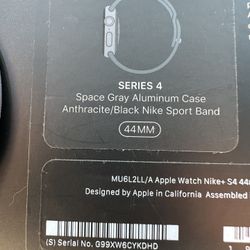 SERIES 4
Space Gray Aluminum Case
Anthracite/Black Nike Sport Band
44MM
MU6L2LL/A Apple Watch Nike+ S4 44
Designed by Apple in California Assembled
(S) Serial No. G99XW6CYKDHD